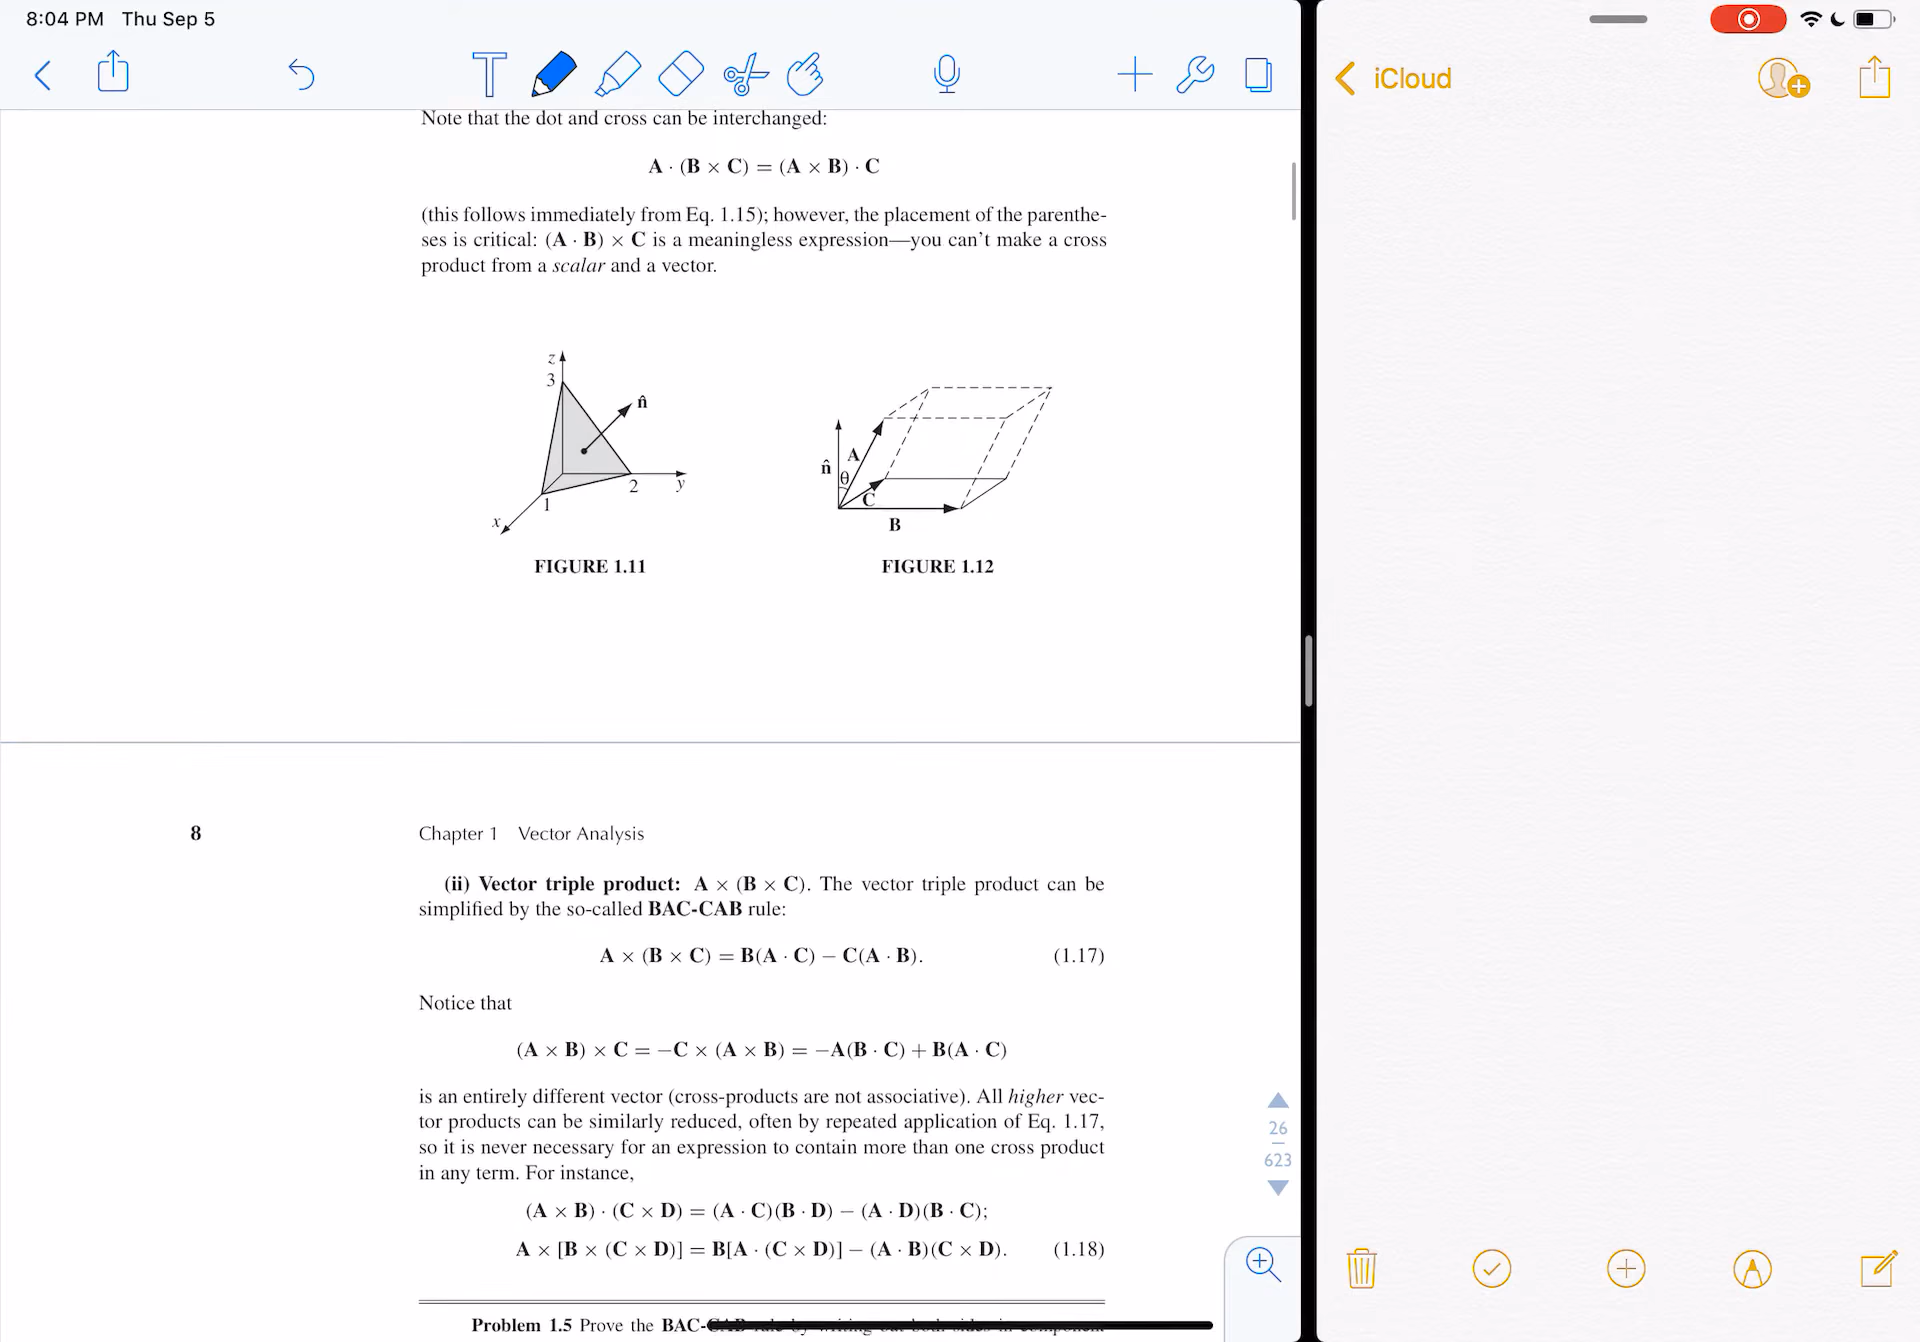 8:04 PM Thu Sep 5
iCloud
Note that the dot and cross can be interchanged:
A · (B × C) = (A × B) · C
(this follows immediately from Eq. 1.15); however, the placement of the parenthe-
ses is critical: (A · B) × C is a meaningless expression—you can't make a cross
product from a scalar and a vector.
z
3
n̂
2
y
1
x
n̂
A
θ
C
B
FIGURE 1.11
FIGURE 1.12
8
Chapter 1 Vector Analysis
(ii) Vector triple product: A × (B × C). The vector triple product can be
simplified by the so-called BAC-CAB rule:
A × (B × C) = B(A · C) − C(A · B). (1.17)
Notice that
(A × B) × C = −C × (A × B) = −A(B · C) + B(A · C)
is an entirely different vector (cross-products are not associative). All higher vec-
tor products can be similarly reduced, often by repeated application of Eq. 1.17,
so it is never necessary for an expression to contain more than one cross product
in any term. For instance,
(A × B) · (C × D) = (A · C)(B · D) − (A · D)(B · C);
A × [B × (C × D)] = B[A · (C × D)] − (A · B)(C × D). (1.18)
26
623
Problem 1.5 Prove the BAC-